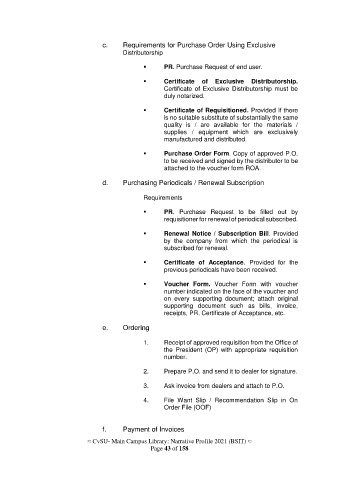 c. Requirements for Purchase Order Using Exclusive
Distributorship
▪ PR. Purchase Request of end user.
▪ Certificate of Exclusive Distributorship.
Certificate of Exclusive Distributorship must be
duly notarized.
▪ Certificate of Requisitioned. Provided if there
is no suitable substitute of substantially the same
quality is / are available for the materials /
supplies / equipment which are exclusively
manufactured and distributed.
▪ Purchase Order Form. Copy of approved P.O.
to be received and signed by the distributor to be
attached to the voucher form ROA.
d. Purchasing Periodicals / Renewal Subscription
Requirements
▪ PR. Purchase Request to be filled out by
requisitioner for renewal of periodical subscribed.
▪ Renewal Notice / Subscription Bill. Provided
by the company from which the periodical is
subscribed for renewal.
▪ Certificate of Acceptance. Provided for the
previous periodicals have been received.
▪ Voucher Form. Voucher Form with voucher
number indicated on the face of the voucher and
on every supporting document; attach original
supporting document such as bills, invoice,
receipts, PR, Certificate of Acceptance, etc.
e. Ordering
1. Receipt of approved requisition from the Office of
the President (OP) with appropriate requisition
number.
2. Prepare P.O. and send it to dealer for signature.
3. Ask invoice from dealers and attach to P.O.
4. File Want Slip / Recommendation Slip in On
Order File (OOF)
f. Payment of Invoices
≈ CvSU- Main Campus Library: Narrative Profile 2021 (BSIT) ≈
Page 43 of 158